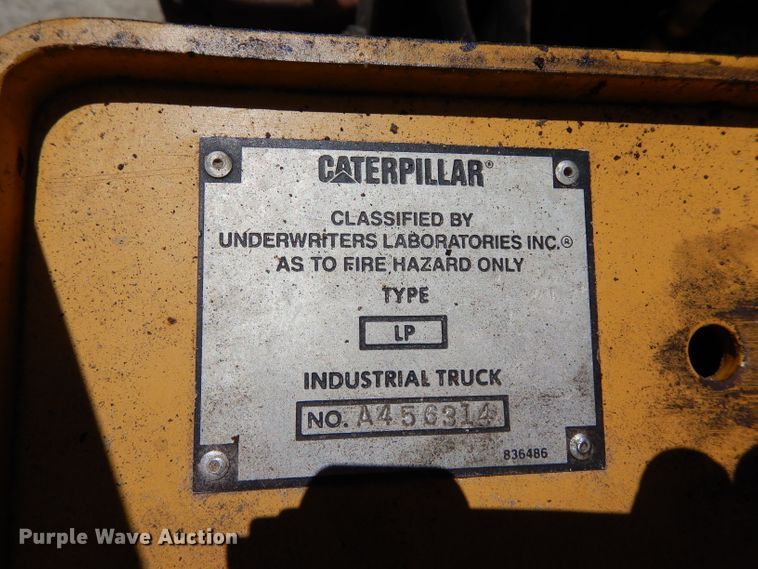 CATERPILLAR®
CLASSIFIED BY
UNDERWRITERS LABORATORIES INC.®
AS TO FIRE HAZARD ONLY
TYPE
LP
INDUSTRIAL TRUCK
NO. A456314
836486
Purple Wave Auction